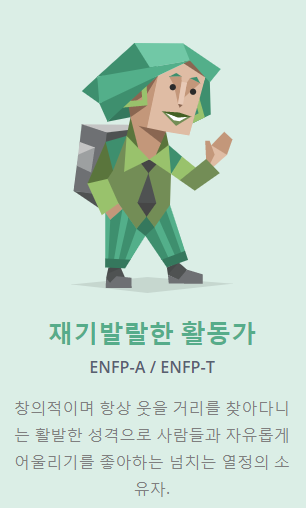 재기발랄한 활동가
ENFP-A / ENFP-T
창의적이며 항상 웃을 거리를 찾아다니
는 활발한 성격으로 사람들과 자유롭게
어울리기를 좋아하는 넘치는 열정의 소
유자.